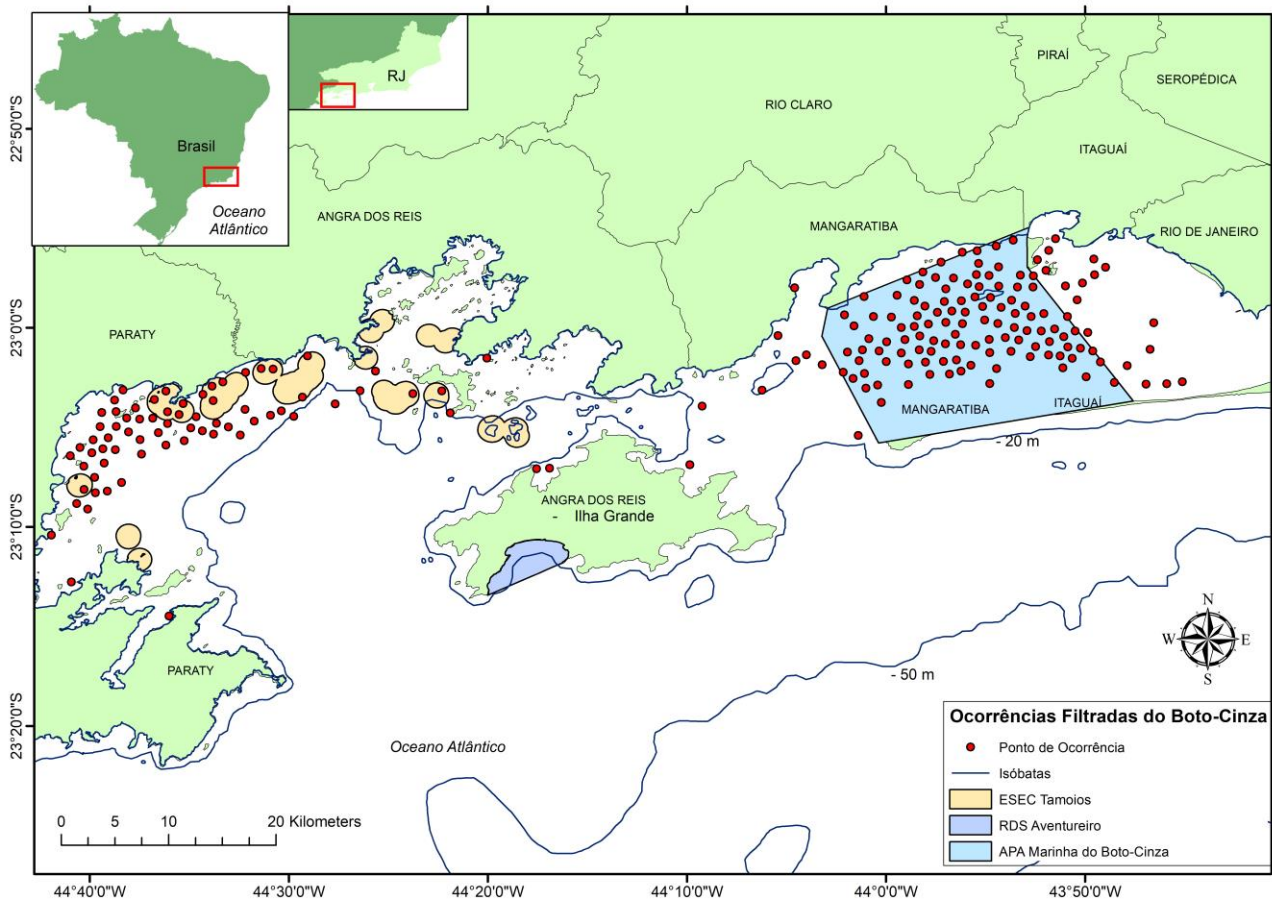 Brasil
Oceano
Atlântico
RJ
PIRAÍ
SEROPÉDICA
RIO CLARO
ITAGUAÍ
ANGRA DOS REIS
MANGARATIBA
RIO DE JANEIRO
PARATY
MANGARATIBA
ITAGUAÍ
- 20 m
ANGRA DOS REIS
- Ilha Grande
PARATY
- 50 m
Oceano Atlântico
N
W E
S
Ocorrências Filtradas do Boto-Cinza
Ponto de Ocorrência
Isóbatas
ESEC Tamoios
RDS Aventureiro
APA Marinha do Boto-Cinza
0 5 10 20 Kilometers
22°50'0"S
23°0'0"S
23°10'0"S
23°20'0"S
44°40'0"W 44°30'0"W 44°20'0"W 44°10'0"W 44°0'0"W 43°50'0"W